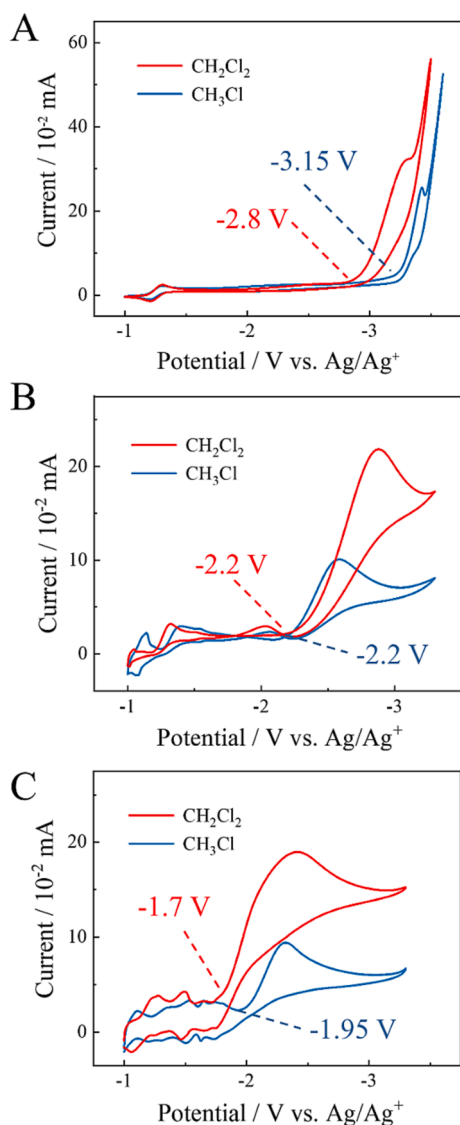 A
60
40
20
0
Current / 10⁻² mA
CH₂Cl₂
CH₃Cl
-3.15 V
-2.8 V
-1
-2
-3
Potential / V vs. Ag/Ag⁺
B
20
10
0
Current / 10⁻² mA
CH₂Cl₂
CH₃Cl
-2.2 V
-2.2 V
-1
-2
-3
Potential / V vs. Ag/Ag⁺
C
20
10
0
Current / 10⁻² mA
CH₂Cl₂
CH₃Cl
-1.7 V
-1.95 V
-1
-2
-3
Potential / V vs. Ag/Ag⁺